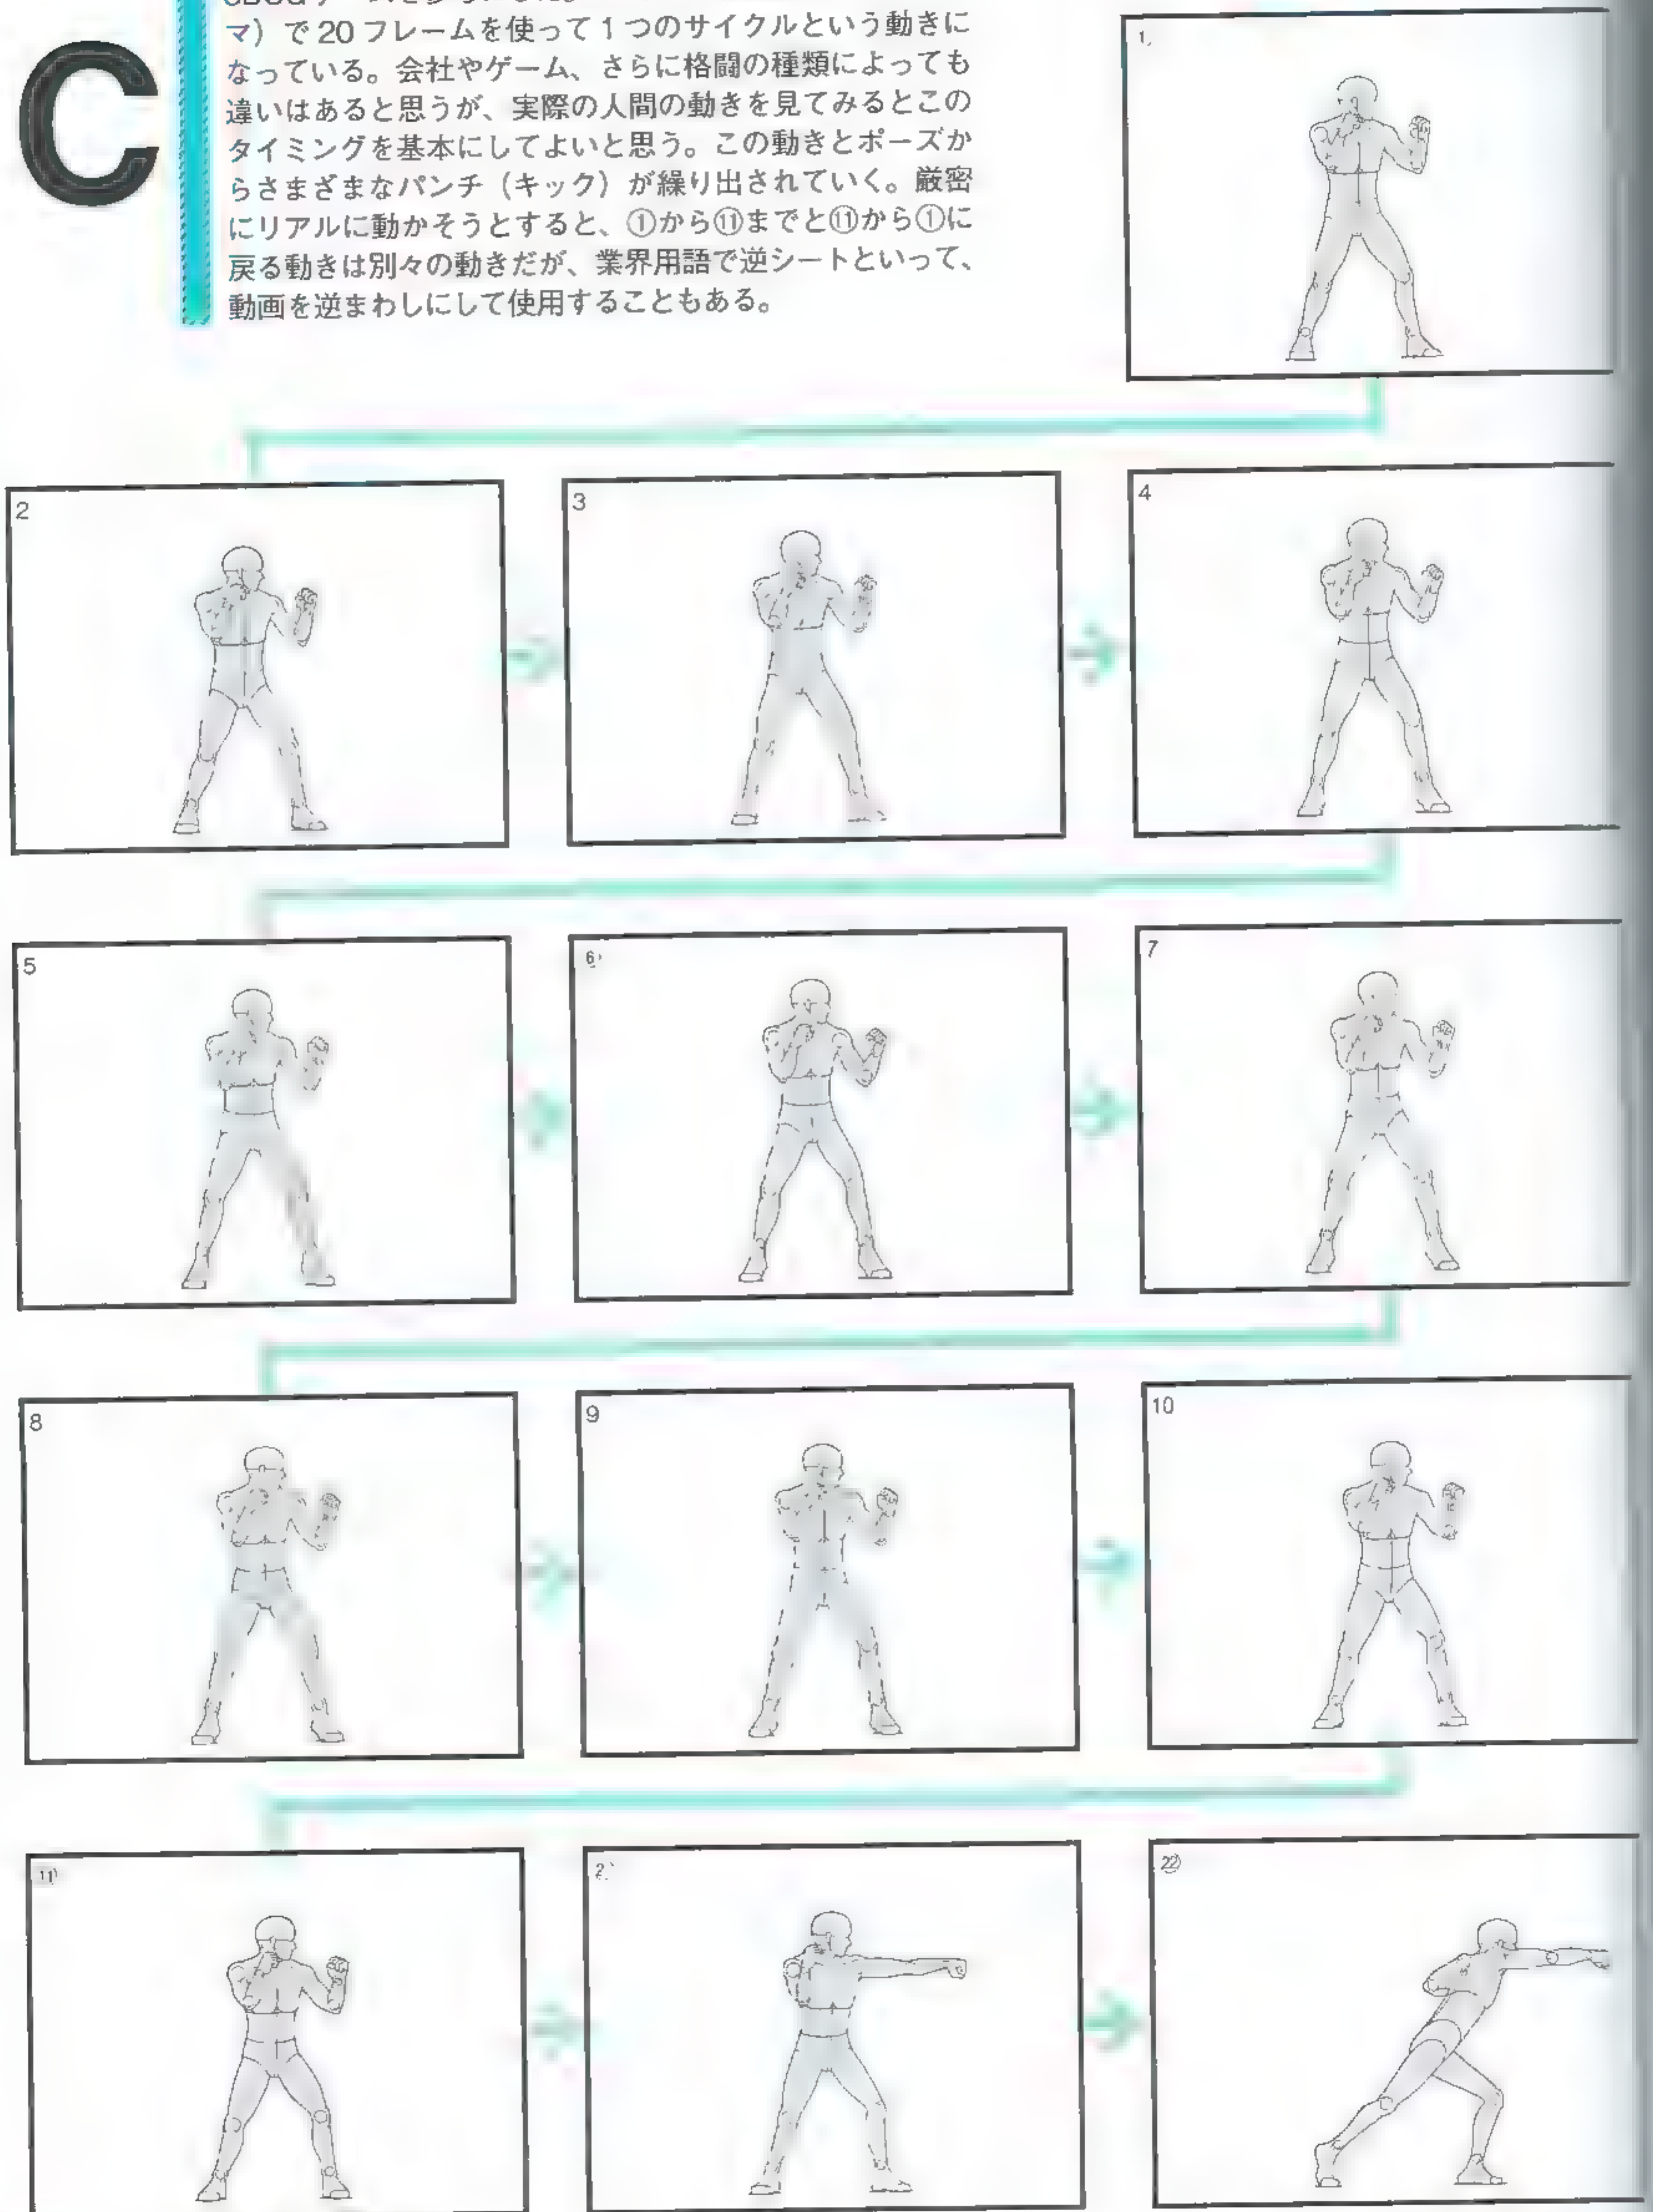 C
マ）で20フレームを使って1つのサイクルという動きに
なっている。会社やゲーム、さらに格闘の種類によっても
違いはあると思うが、実際の人間の動きを見てみるとこの
タイミングを基本にしてよいと思う。この動きとポーズか
らさまざまなパンチ（キック）が繰り出されていく。厳密
にリアルに動かそうとすると、①から⑪までと⑪から①に
戻る動きは別々の動きだが、業界用語で逆シートといって、
動画を逆まわしにして使用することもある。
1
2
3
4
5
6
7
8
9
10
11
22